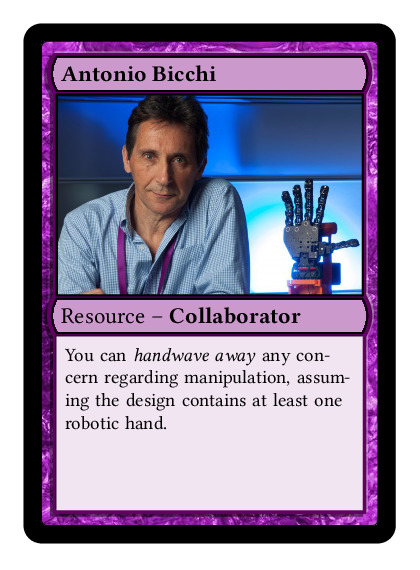 Antonio Bicchi
Resource – Collaborator
You can handwave away any con-
cern regarding manipulation, assum-
ing the design contains at least one
robotic hand.